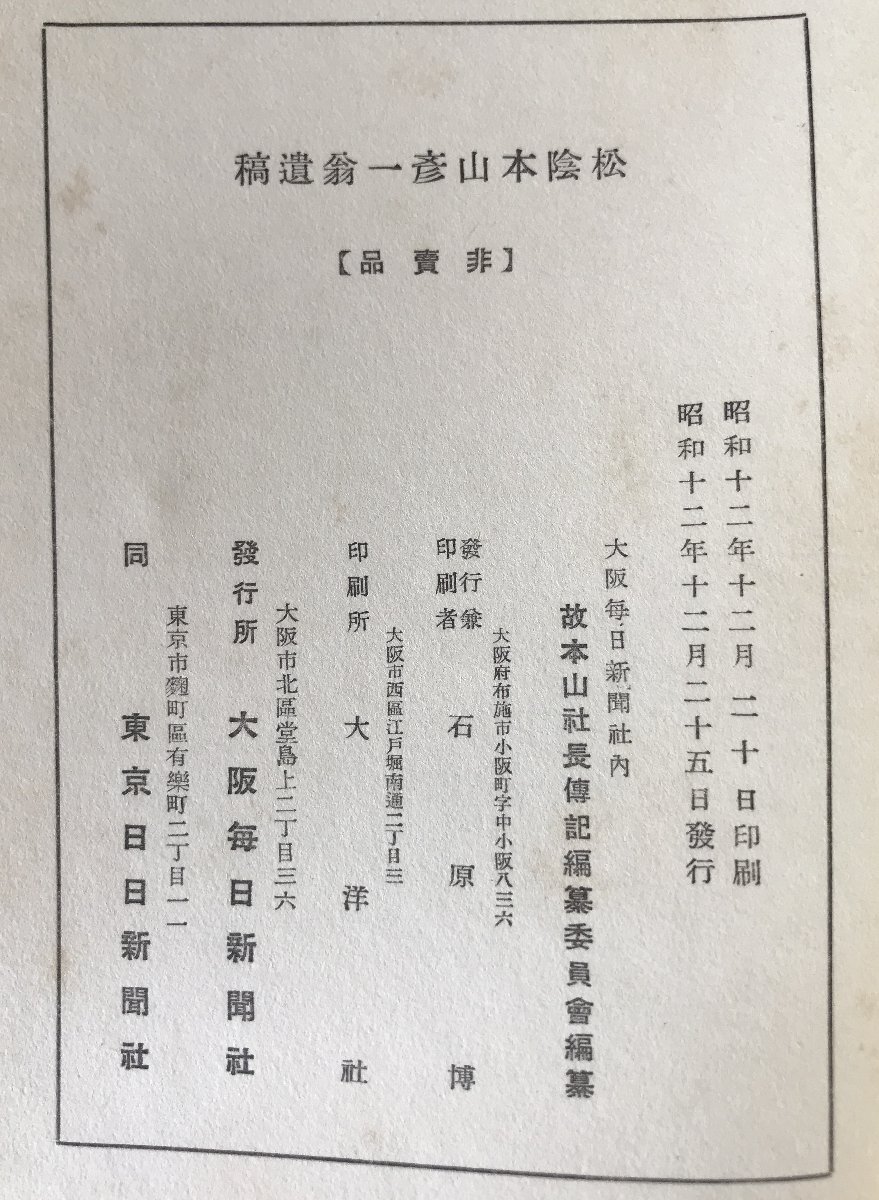 松陰本山彥一翁遺稿
【非賣品】
昭和十二年十二月二十日印刷
昭和十二年十二月二十五日發行
大阪每日新聞社內
故本山社長傳記編纂委員會編纂
大阪府布施市小阪町字中小阪八三六
發行兼印刷者 石原博
大阪市西區江戶堀南通二丁目三
印刷所 大洋社
大阪市北區堂島上二丁目三六
發行所 大阪每日新聞社
東京市麴町區有樂町二丁目一一
同 東京日日新聞社